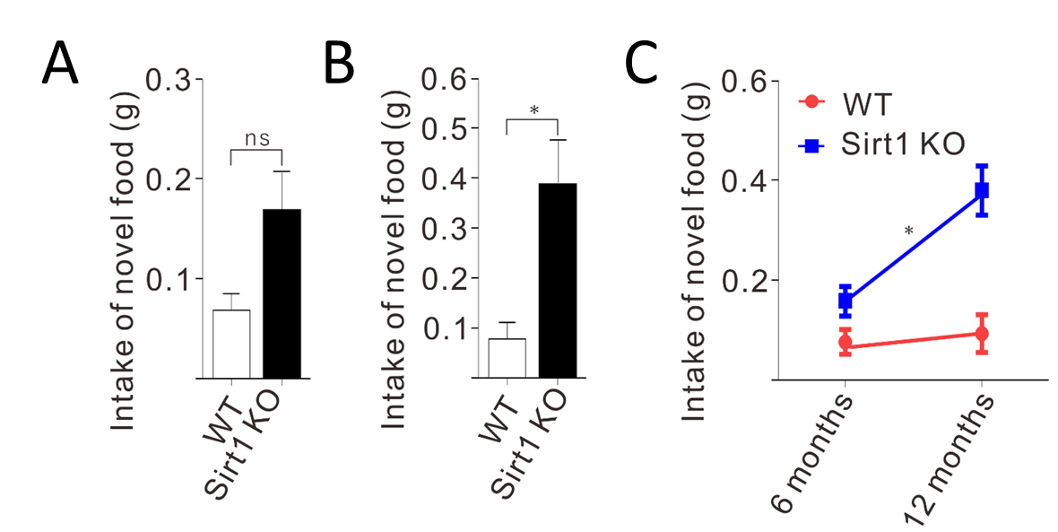 A
Intake of novel food (g)
0.3
0.2
0.1
ns
WT
Sirt1 KO
B
Intake of novel food (g)
0.6
0.5
0.4
0.3
0.2
0.1
*
WT
Sirt1 KO
C
Intake of novel food (g)
0.6
0.4
0.2
WT
Sirt1 KO
*
6 months
12 months